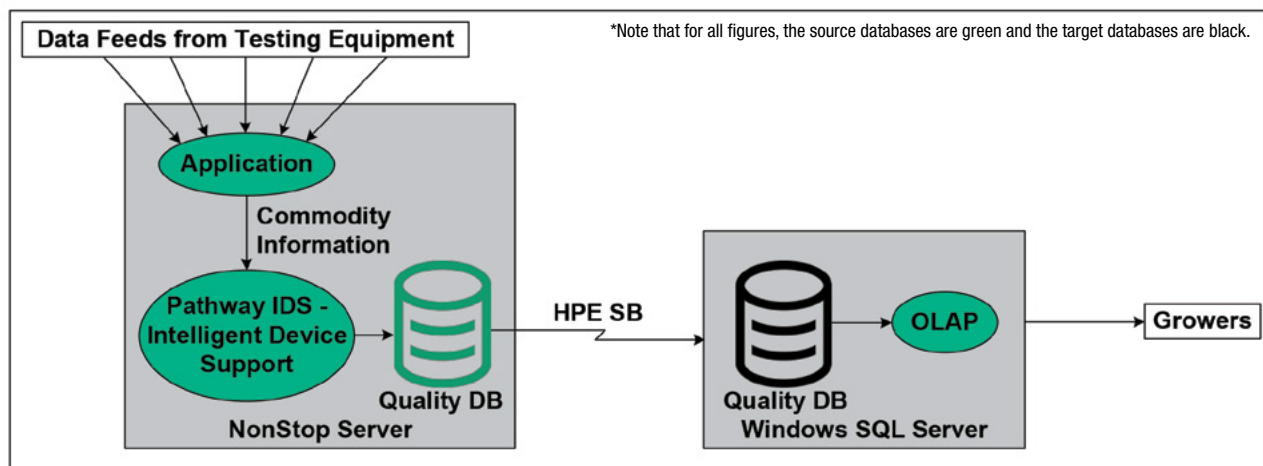 Data Feeds from Testing Equipment
*Note that for all figures, the source databases are green and the target databases are black.
Application
Commodity
Information
Pathway IDS -
Intelligent Device
Support
Quality DB
NonStop Server
HPE SB
Quality DB
OLAP
Windows SQL Server
Growers